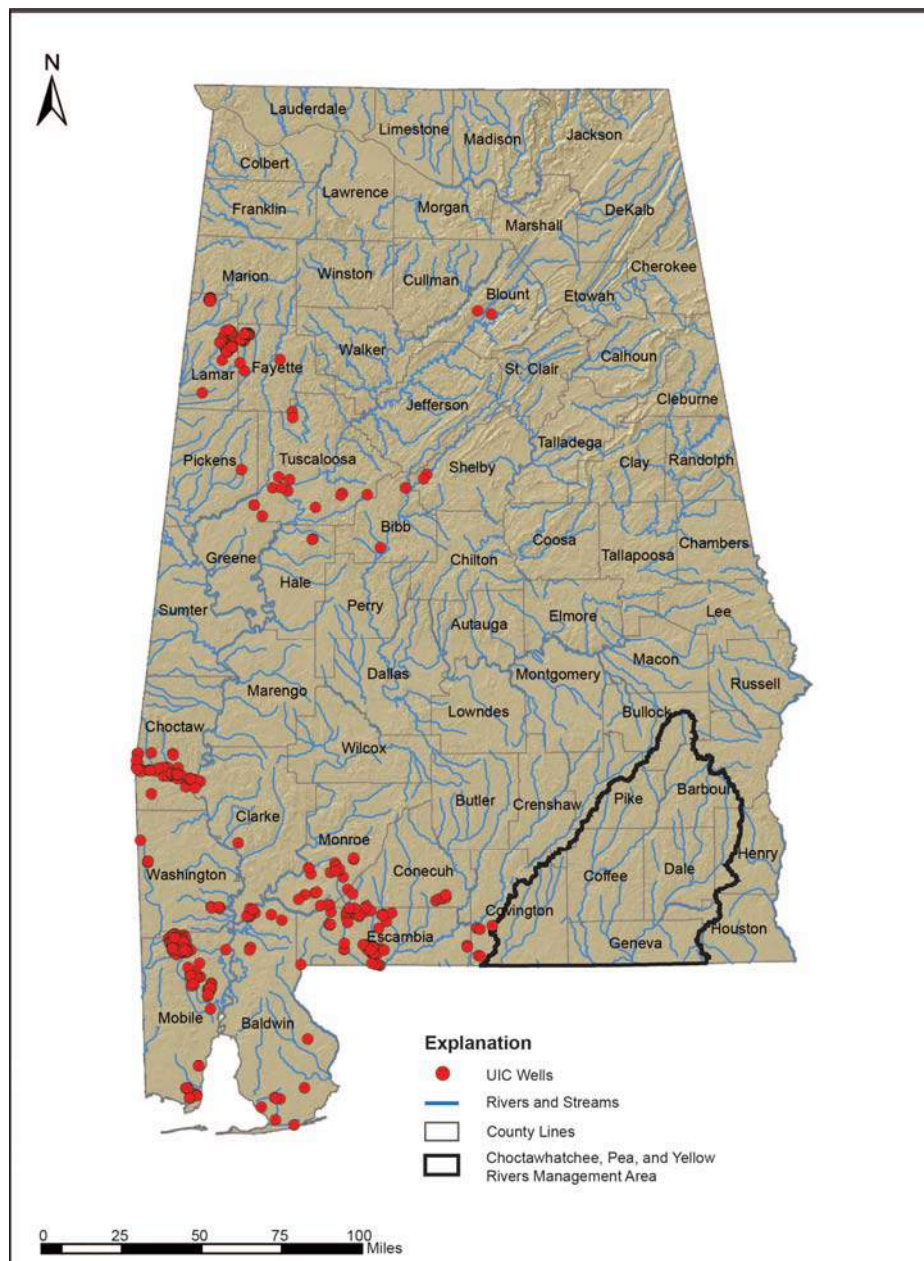 N
Lauderdale
Limestone
Madison
Jackson
Colbert
Lawrence
Franklin
Morgan
DeKalb
Marshall
Cherokee
Marion
Winston
Cullman
Blount
Etowah
Walker
St. Clair
Calhoun
Lamar
Fayette
Jefferson
Cleburne
Talladega
Pickens
Tuscaloosa
Shelby
Clay
Randolph
Bibb
Greene
Coosa
Chambers
Hale
Chilton
Tallapoosa
Sumter
Perry
Elmore
Lee
Autauga
Macon
Dallas
Montgomery
Russell
Marengo
Lowndes
Bullock
Choctaw
Wilcox
Butler
Crenshaw
Pike
Barbour
Clarke
Monroe
Henry
Washington
Conecuh
Coffee
Dale
Covington
Escambia
Geneva
Houston
Mobile
Baldwin
Explanation
UIC Wells
Rivers and Streams
County Lines
Choctawhatchee, Pea, and Yellow
Rivers Management Area
0 25 50 75 100
Miles